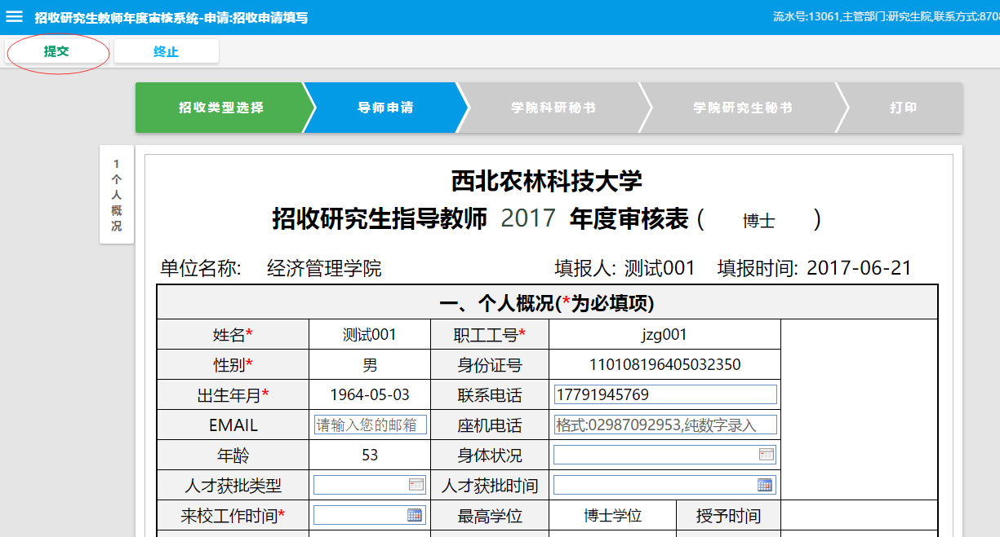 招收研究生教师年度审核系统-申请:招收申请填写 流水号:13061,主管部门:研究生院,联系方式:8708
提交 终止
招收类型选择 导师申请 学院科研秘书 学院研究生秘书 打印
1
个
人
概
况
西北农林科技大学
招收研究生指导教师 2017 年度审核表 ( 博士 )
单位名称: 经济管理学院 填报人: 测试001 填报时间: 2017-06-21
一、个人概况(*为必填项)
姓名* 测试001 职工工号* jzg001
性别* 男 身份证号 110108196405032350
出生年月* 1964-05-03 联系电话 17791945769
EMAIL 请输入您的邮箱 座机电话 格式:02987092953,纯数字录入
年龄 53 身体状况
人才获批类型 人才获批时间
来校工作时间* 最高学位 博士学位 授予时间